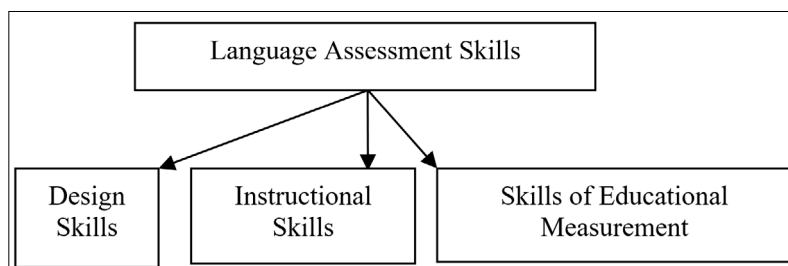 Language Assessment Skills
Design
Skills
Instructional
Skills
Skills of Educational
Measurement